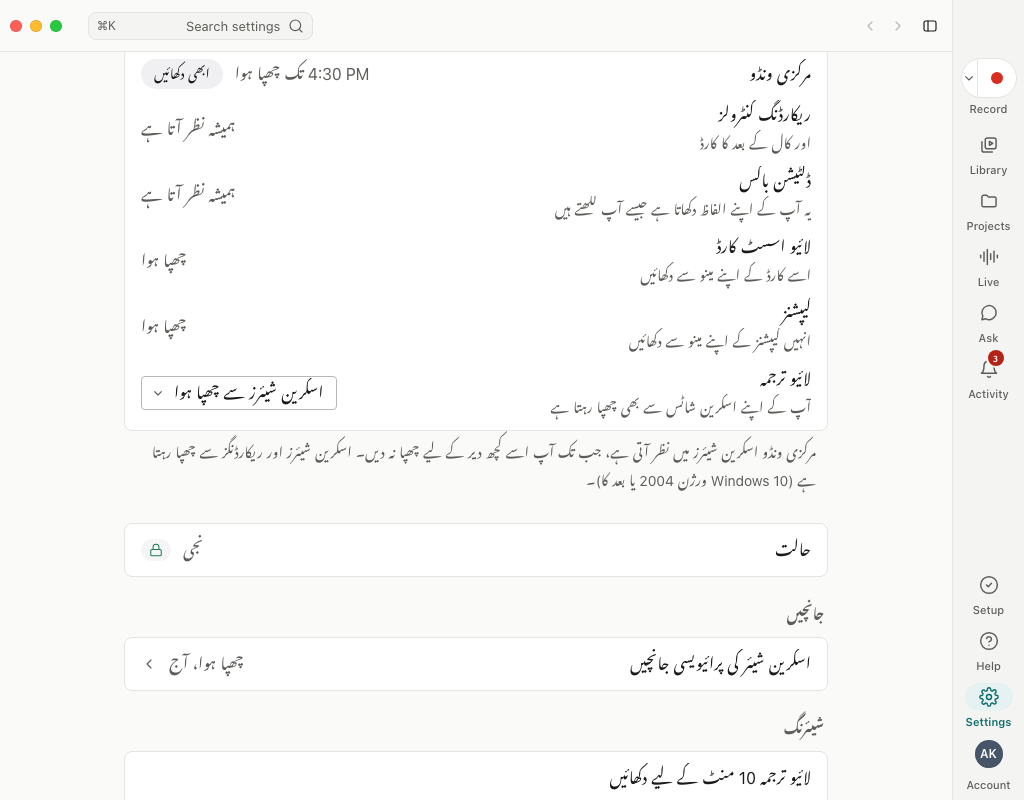 ⌘K Search settings
مرکزی ونڈو
4:30 PM تک چھپا ہوا
ابھی دکھائیں
ریکارڈنگ کنٹرولز
اور کال کے بعد کا کارڈ
ہمیشہ نظر آتا ہے
ڈکٹیشن باکس
یہ آپ کے اپنے الفاظ دکھاتا ہے جیسے آپ لکھتے ہیں
ہمیشہ نظر آتا ہے
لائیو اسسٹ کارڈ
اسے کارڈ کے اپنے مینو سے دکھائیں
چھپا ہوا
کیپشنز
انہیں کیپشنز کے اپنے مینو سے دکھائیں
چھپا ہوا
لائیو ترجمہ
آپ کے اپنے اسکرین شاٹس سے بھی چھپا رہتا ہے
اسکرین شیئرز سے چھپا ہوا
مرکزی ونڈو اسکرین شیئرز میں نظر آتی ہے، جب تک آپ اسے کچھ دیر کے لیے چھپا نہ دیں۔ اسکرین شیئرز اور ریکارڈنگز سے چھپا رہتا
ہے (Windows 10 ورژن 2004 یا بعد کا)۔
حالت
نجی
جانچیں
اسکرین شیئر کی پرائیویسی جانچیں
چھپا ہوا، آج
شیئرنگ
لائیو ترجمہ 10 منٹ کے لیے دکھائیں
Record
Library
Projects
Live
Ask
3
Activity
Setup
Help
Settings
AK
Account